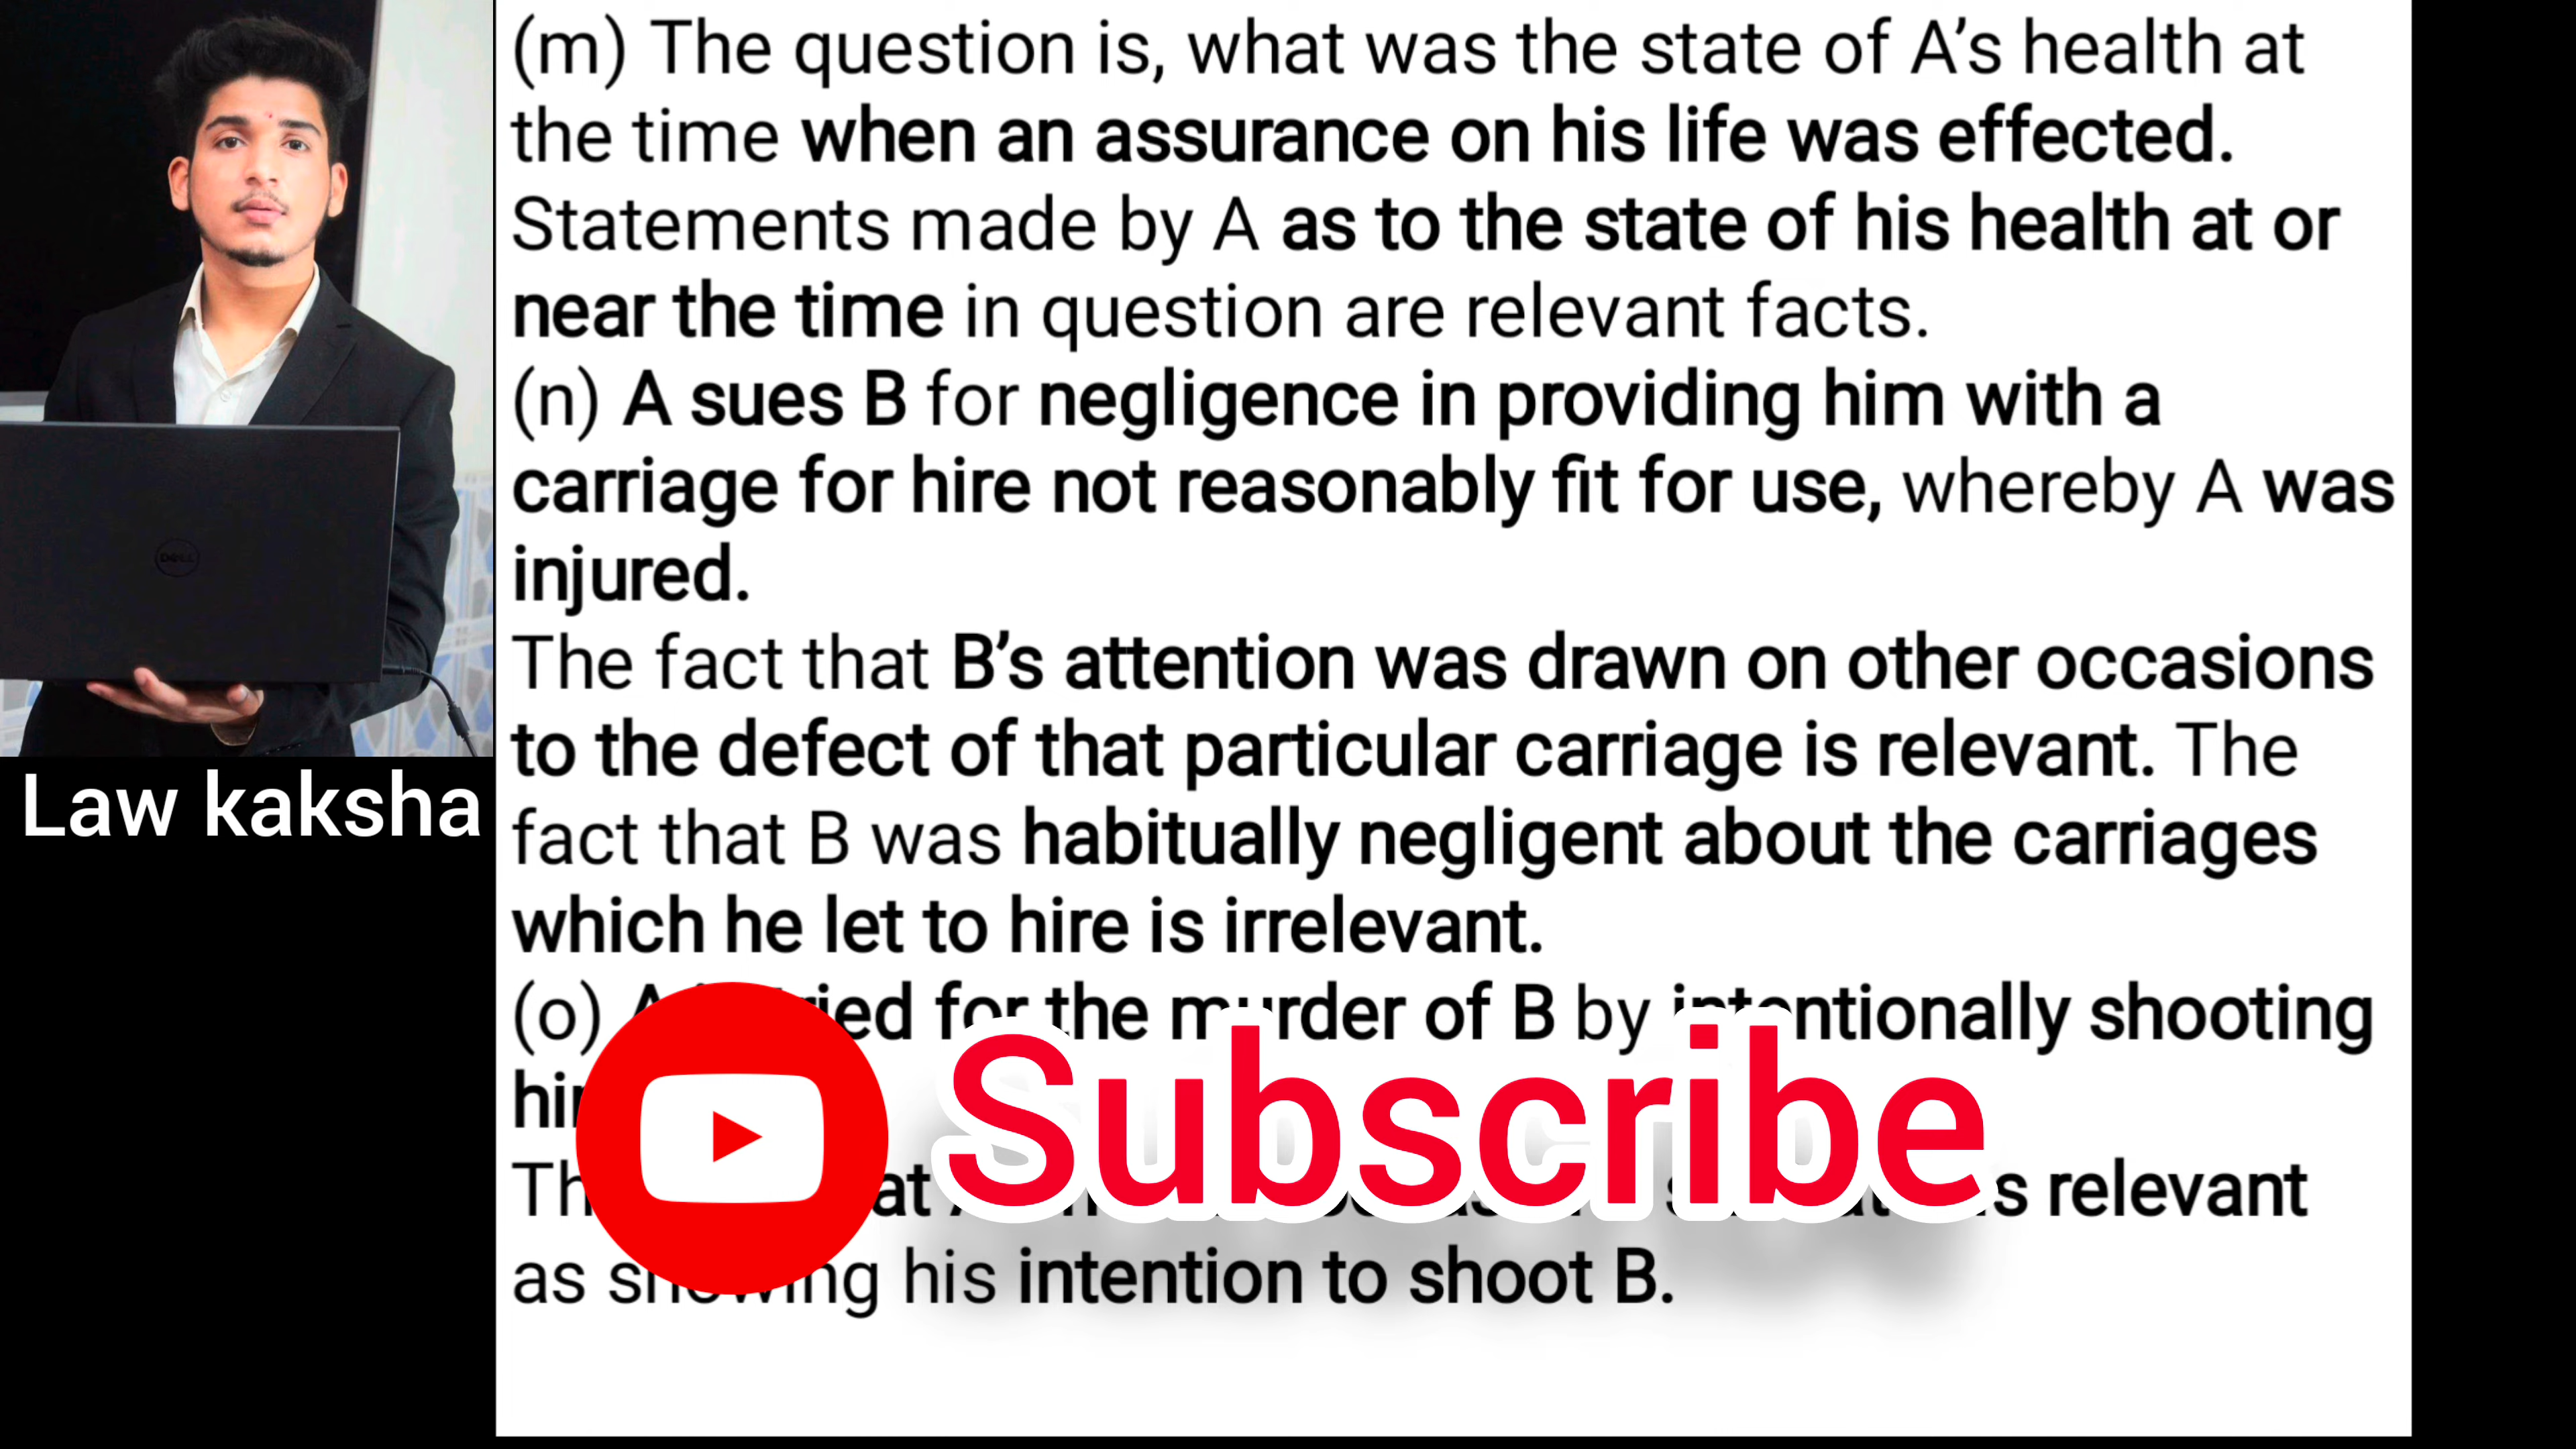 (m) The question is, what was the state of A’s health at
the time when an assurance on his life was effected.
Statements made by A as to the state of his health at or
near the time in question are relevant facts.
(n) A sues B for negligence in providing him with a
carriage for hire not reasonably fit for use, whereby A was
injured.
The fact that B’s attention was drawn on other occasions
to the defect of that particular carriage is relevant. The
fact that B was habitually negligent about the carriages
which he let to hire is irrelevant.
(o) for the murder of B by intentionally shooting
relevant
as showing his intention to shoot B.
Subscribe
DELL
Law kaksha